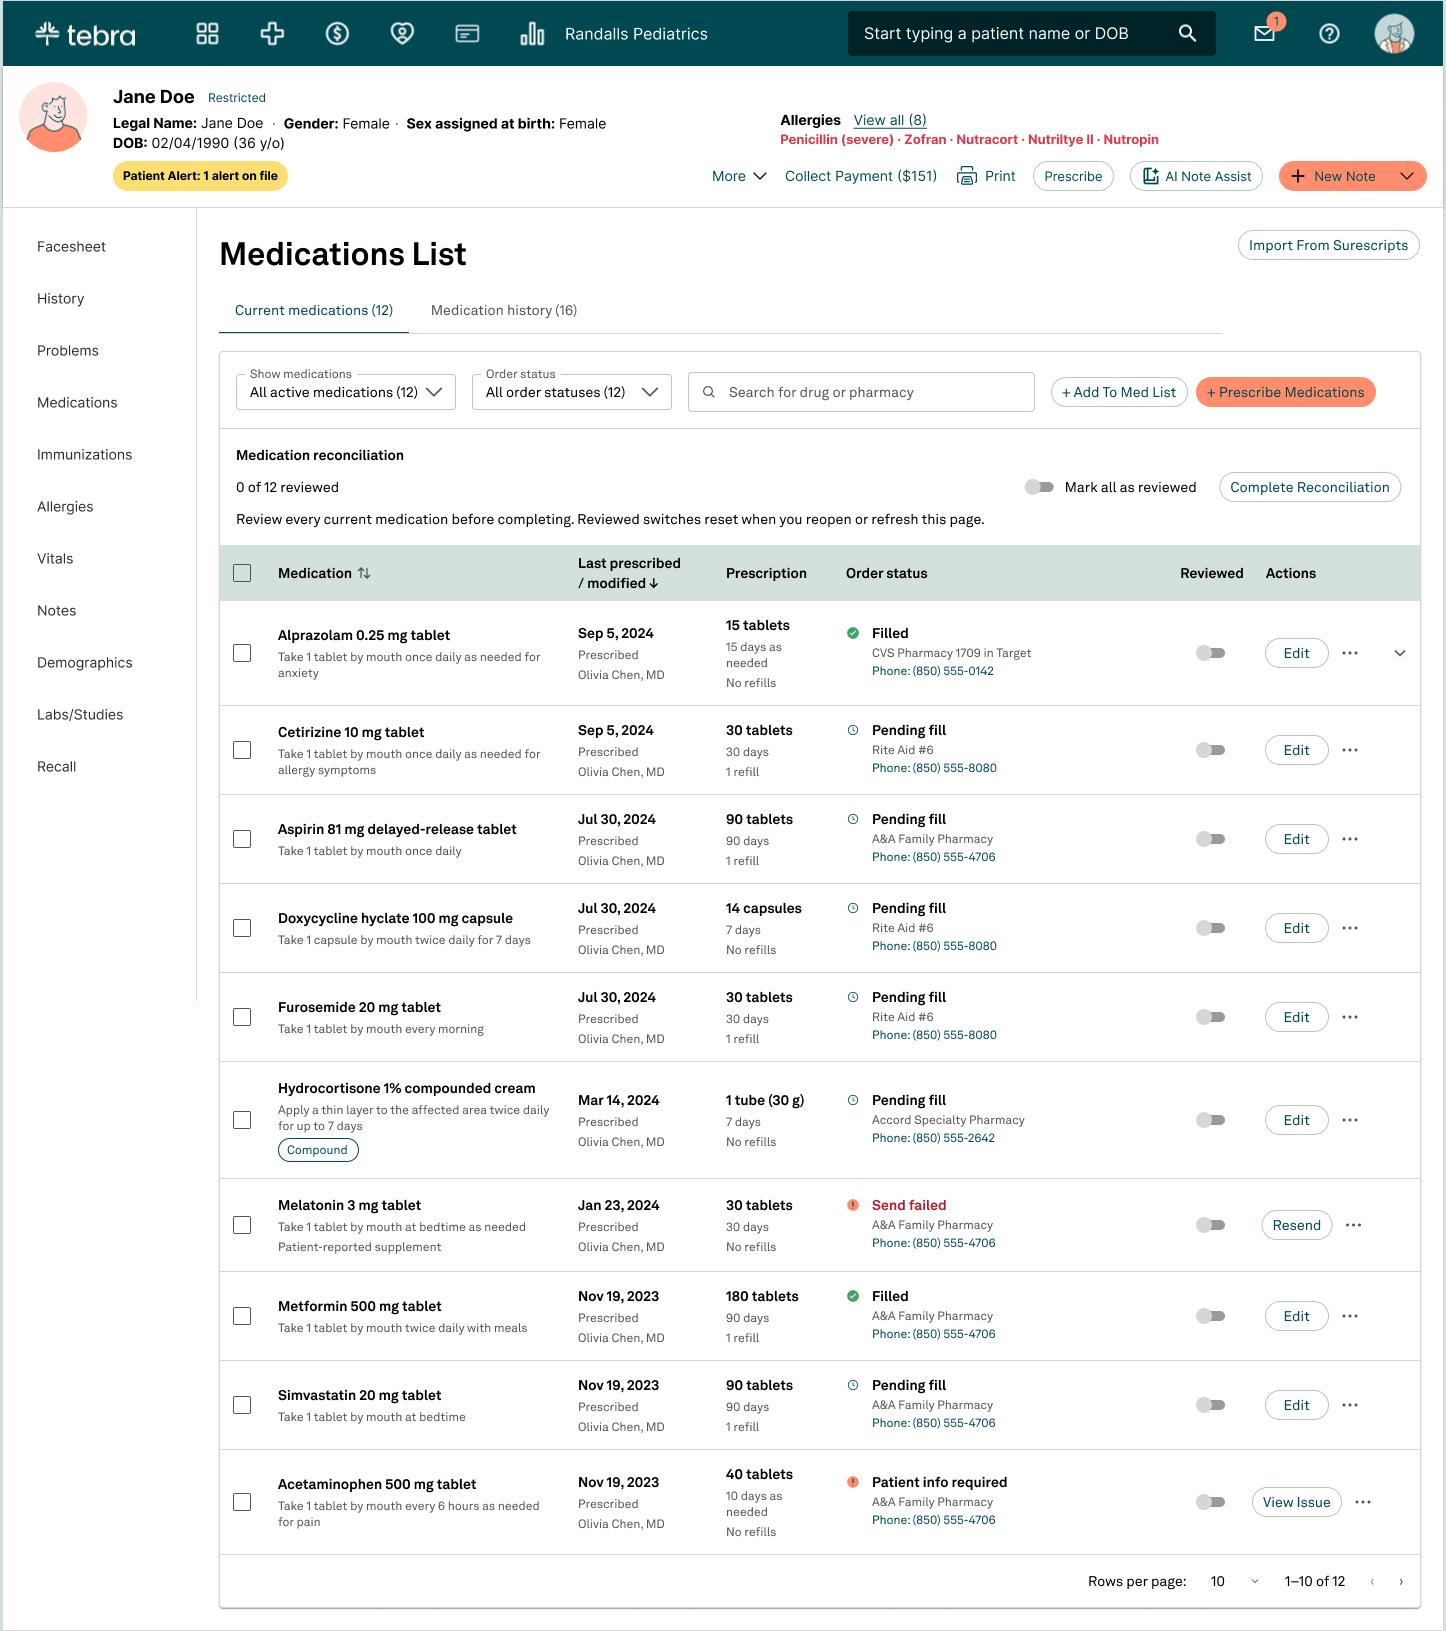 tebra
Randalls Pediatrics
Start typing a patient name or DOB
1
Jane Doe Restricted
Legal Name: Jane Doe · Gender: Female · Sex assigned at birth: Female
DOB: 02/04/1990 (36 y/o)
Patient Alert: 1 alert on file
Allergies View all (8)
Penicillin (severe) · Zofran · Nutracort · Nutriltye II · Nutropin
More Collect Payment ($151) Print Prescribe AI Note Assist New Note
Facesheet
History
Problems
Medications
Immunizations
Allergies
Vitals
Notes
Demographics
Labs/Studies
Recall
Medications List
Import From Surescripts
Current medications (12) Medication history (16)
Show medications
All active medications (12)
Order status
All order statuses (12)
Search for drug or pharmacy
+ Add To Med List
+ Prescribe Medications
Medication reconciliation
0 of 12 reviewed
Mark all as reviewed
Complete Reconciliation
Review every current medication before completing. Reviewed switches reset when you reopen or refresh this page.
Medication
Last prescribed
/ modified
Prescription
Order status
Reviewed
Actions
Alprazolam 0.25 mg tablet
Take 1 tablet by mouth once daily as needed for
anxiety
Sep 5, 2024
Prescribed
Olivia Chen, MD
15 tablets
15 days as
needed
No refills
Filled
CVS Pharmacy 1709 in Target
Phone: (850) 555-0142
Edit
Cetirizine 10 mg tablet
Take 1 tablet by mouth once daily as needed for
allergy symptoms
Sep 5, 2024
Prescribed
Olivia Chen, MD
30 tablets
30 days
1 refill
Pending fill
Rite Aid #6
Phone: (850) 555-8080
Edit
Aspirin 81 mg delayed-release tablet
Take 1 tablet by mouth once daily
Jul 30, 2024
Prescribed
Olivia Chen, MD
90 tablets
90 days
1 refill
Pending fill
A&A Family Pharmacy
Phone: (850) 555-4706
Edit
Doxycycline hyclate 100 mg capsule
Take 1 capsule by mouth twice daily for 7 days
Jul 30, 2024
Prescribed
Olivia Chen, MD
14 capsules
7 days
No refills
Pending fill
Rite Aid #6
Phone: (850) 555-8080
Edit
Furosemide 20 mg tablet
Take 1 tablet by mouth every morning
Jul 30, 2024
Prescribed
Olivia Chen, MD
30 tablets
30 days
1 refill
Pending fill
Rite Aid #6
Phone: (850) 555-8080
Edit
Hydrocortisone 1% compounded cream
Apply a thin layer to the affected area twice daily
for up to 7 days
Compound
Mar 14, 2024
Prescribed
Olivia Chen, MD
1 tube (30 g)
7 days
No refills
Pending fill
Accord Specialty Pharmacy
Phone: (850) 555-2642
Edit
Melatonin 3 mg tablet
Take 1 tablet by mouth at bedtime as needed
Patient-reported supplement
Jan 23, 2024
Prescribed
Olivia Chen, MD
30 tablets
30 days
No refills
Send failed
A&A Family Pharmacy
Phone: (850) 555-4706
Resend
Metformin 500 mg tablet
Take 1 tablet by mouth twice daily with meals
Nov 19, 2023
Prescribed
Olivia Chen, MD
180 tablets
90 days
1 refill
Filled
A&A Family Pharmacy
Phone: (850) 555-4706
Edit
Simvastatin 20 mg tablet
Take 1 tablet by mouth at bedtime
Nov 19, 2023
Prescribed
Olivia Chen, MD
90 tablets
90 days
1 refill
Pending fill
A&A Family Pharmacy
Phone: (850) 555-4706
Edit
Acetaminophen 500 mg tablet
Take 1 tablet by mouth every 6 hours as needed
for pain
Nov 19, 2023
Prescribed
Olivia Chen, MD
40 tablets
10 days as
needed
No refills
Patient info required
A&A Family Pharmacy
Phone: (850) 555-4706
View Issue
Rows per page: 10 1–10 of 12